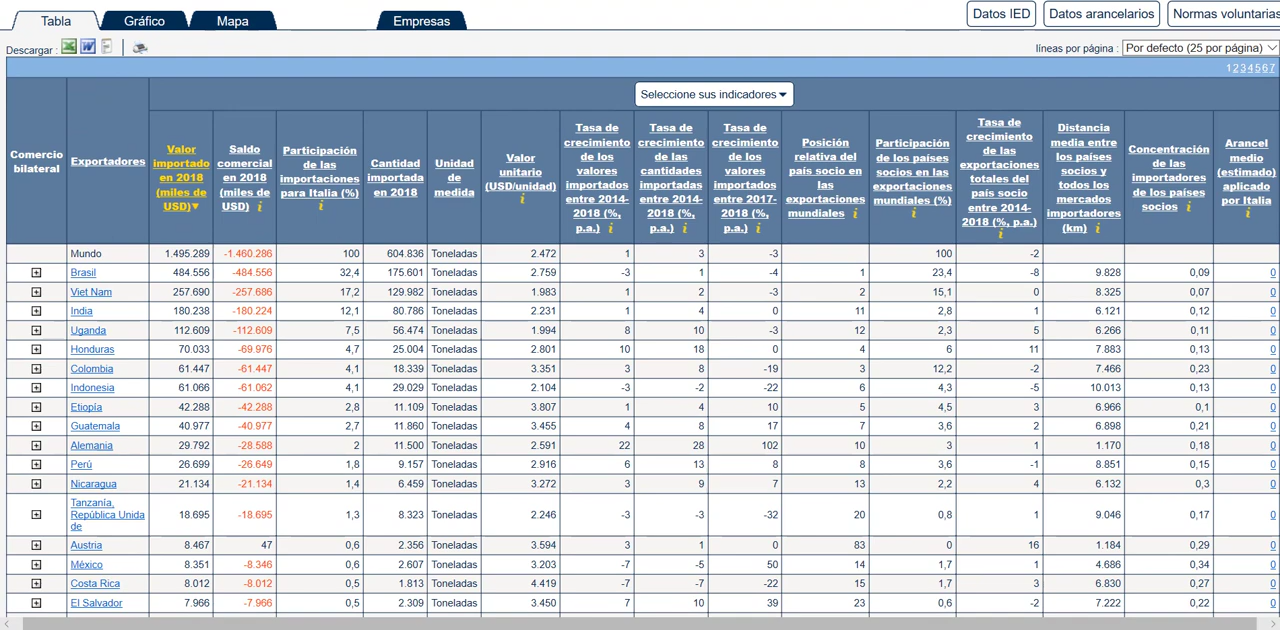 Tabla Gráfico Mapa Empresas Datos IED Datos arancelarios Normas voluntarias
Descargar : líneas por página : Por defecto (25 por página)
1 2 3 4 5 6 7
Seleccione sus indicadores
Comercio bilateral
Exportadores
Valor importado en 2018 (miles de USD)
Saldo comercial en 2018 (miles de USD) i
Participación de las importaciones para Italia (%) i
Cantidad importada en 2018
Unidad de medida
Valor unitario (USD/unidad) i
Tasa de crecimiento de los valores importados entre 2014-2018 (%, p.a.) i
Tasa de crecimiento de las cantidades importadas entre 2014-2018 (%, p.a.) i
Tasa de crecimiento de los valores importados entre 2017-2018 (%, p.a.) i
Posición relativa del país socio en las exportaciones mundiales i
Participación de los países socios en las exportaciones mundiales (%) i
Tasa de crecimiento de las exportaciones totales del país socio entre 2014-2018 (%, p.a.) i
Distancia media entre los países socios y todos los mercados importadores (km) i
Concentración de las importadores de los países socios i
Arancel medio (estimado) aplicado por Italia i
Mundo 1.495.289 -1.460.286 100 604.836 Toneladas 2.472 1 3 -3 100 -2
Brasil 484.556 -484.556 32,4 175.601 Toneladas 2.759 -3 1 -4 1 23,4 -8 9.828 0,09 0
Viet Nam 257.690 -257.686 17,2 129.982 Toneladas 1.983 1 2 -3 2 15,1 0 8.325 0,07 0
India 180.238 -180.224 12,1 80.786 Toneladas 2.231 1 4 0 11 2,8 1 6.121 0,12 0
Uganda 112.609 -112.609 7,5 56.474 Toneladas 1.994 8 10 -3 12 2,3 5 6.266 0,11 0
Honduras 70.033 -69.976 4,7 25.004 Toneladas 2.801 10 18 0 4 6 11 7.883 0,13 0
Colombia 61.447 -61.447 4,1 18.339 Toneladas 3.351 3 8 -19 3 12,2 -2 7.466 0,23 0
Indonesia 61.066 -61.062 4,1 29.029 Toneladas 2.104 -3 -2 -22 6 4,3 -5 10.013 0,13 0
Etiopía 42.288 -42.288 2,8 11.109 Toneladas 3.807 1 4 10 5 4,5 3 6.966 0,1 0
Guatemala 40.977 -40.977 2,7 11.860 Toneladas 3.455 4 8 17 7 3,6 2 6.898 0,21 0
Alemania 29.792 -28.588 2 11.500 Toneladas 2.591 22 28 102 10 3 1 1.170 0,18 0
Perú 26.699 -26.649 1,8 9.157 Toneladas 2.916 6 13 8 8 3,6 -1 8.851 0,15 0
Nicaragua 21.134 -21.134 1,4 6.459 Toneladas 3.272 3 9 7 13 2,2 4 6.132 0,3 0
Tanzanía, República Unida de 18.695 -18.695 1,3 8.323 Toneladas 2.246 -3 -3 -32 20 0,8 1 9.046 0,17 0
Austria 8.467 47 0,6 2.356 Toneladas 3.594 3 1 0 83 0 16 1.184 0,29 0
México 8.351 -8.346 0,6 2.607 Toneladas 3.203 -7 -5 50 14 1,7 1 4.686 0,34 0
Costa Rica 8.012 -8.012 0,5 1.813 Toneladas 4.419 -7 -7 -22 15 1,7 3 6.830 0,27 0
El Salvador 7.966 -7.966 0,5 2.309 Toneladas 3.450 7 10 39 23 0,6 -2 7.222 0,22 0